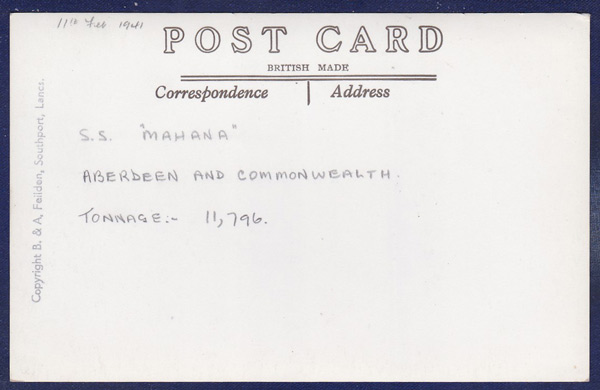 11th Feb 1941
POST CARD
BRITISH MADE
Correspondence | Address
S.S. "MAHANA"
ABERDEEN AND COMMONWEALTH.
TONNAGE:- 11,796.
Copyright B. & A. Feilden, Southport, Lancs.